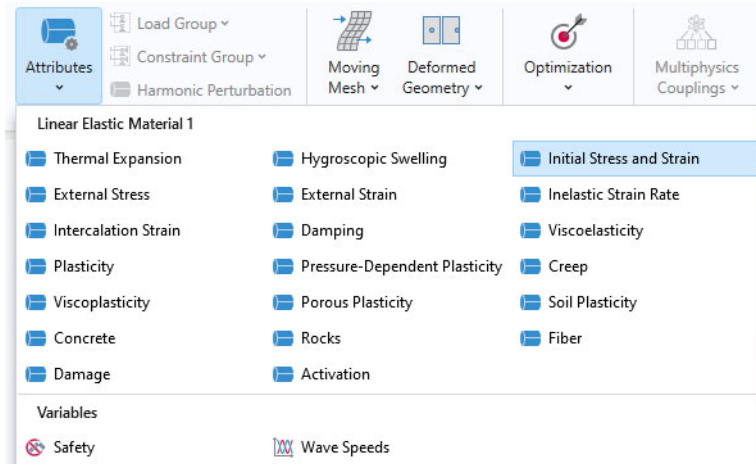 Attributes
Load Group
Constraint Group
Harmonic Perturbation
Moving
Mesh
Deformed
Geometry
Optimization
Multiphysics
Couplings
Linear Elastic Material 1
Thermal Expansion
Hygroscopic Swelling
Initial Stress and Strain
External Stress
External Strain
Inelastic Strain Rate
Intercalation Strain
Damping
Viscoelasticity
Plasticity
Pressure-Dependent Plasticity
Creep
Viscoplasticity
Porous Plasticity
Soil Plasticity
Concrete
Rocks
Fiber
Damage
Activation
Variables
Safety
Wave Speeds